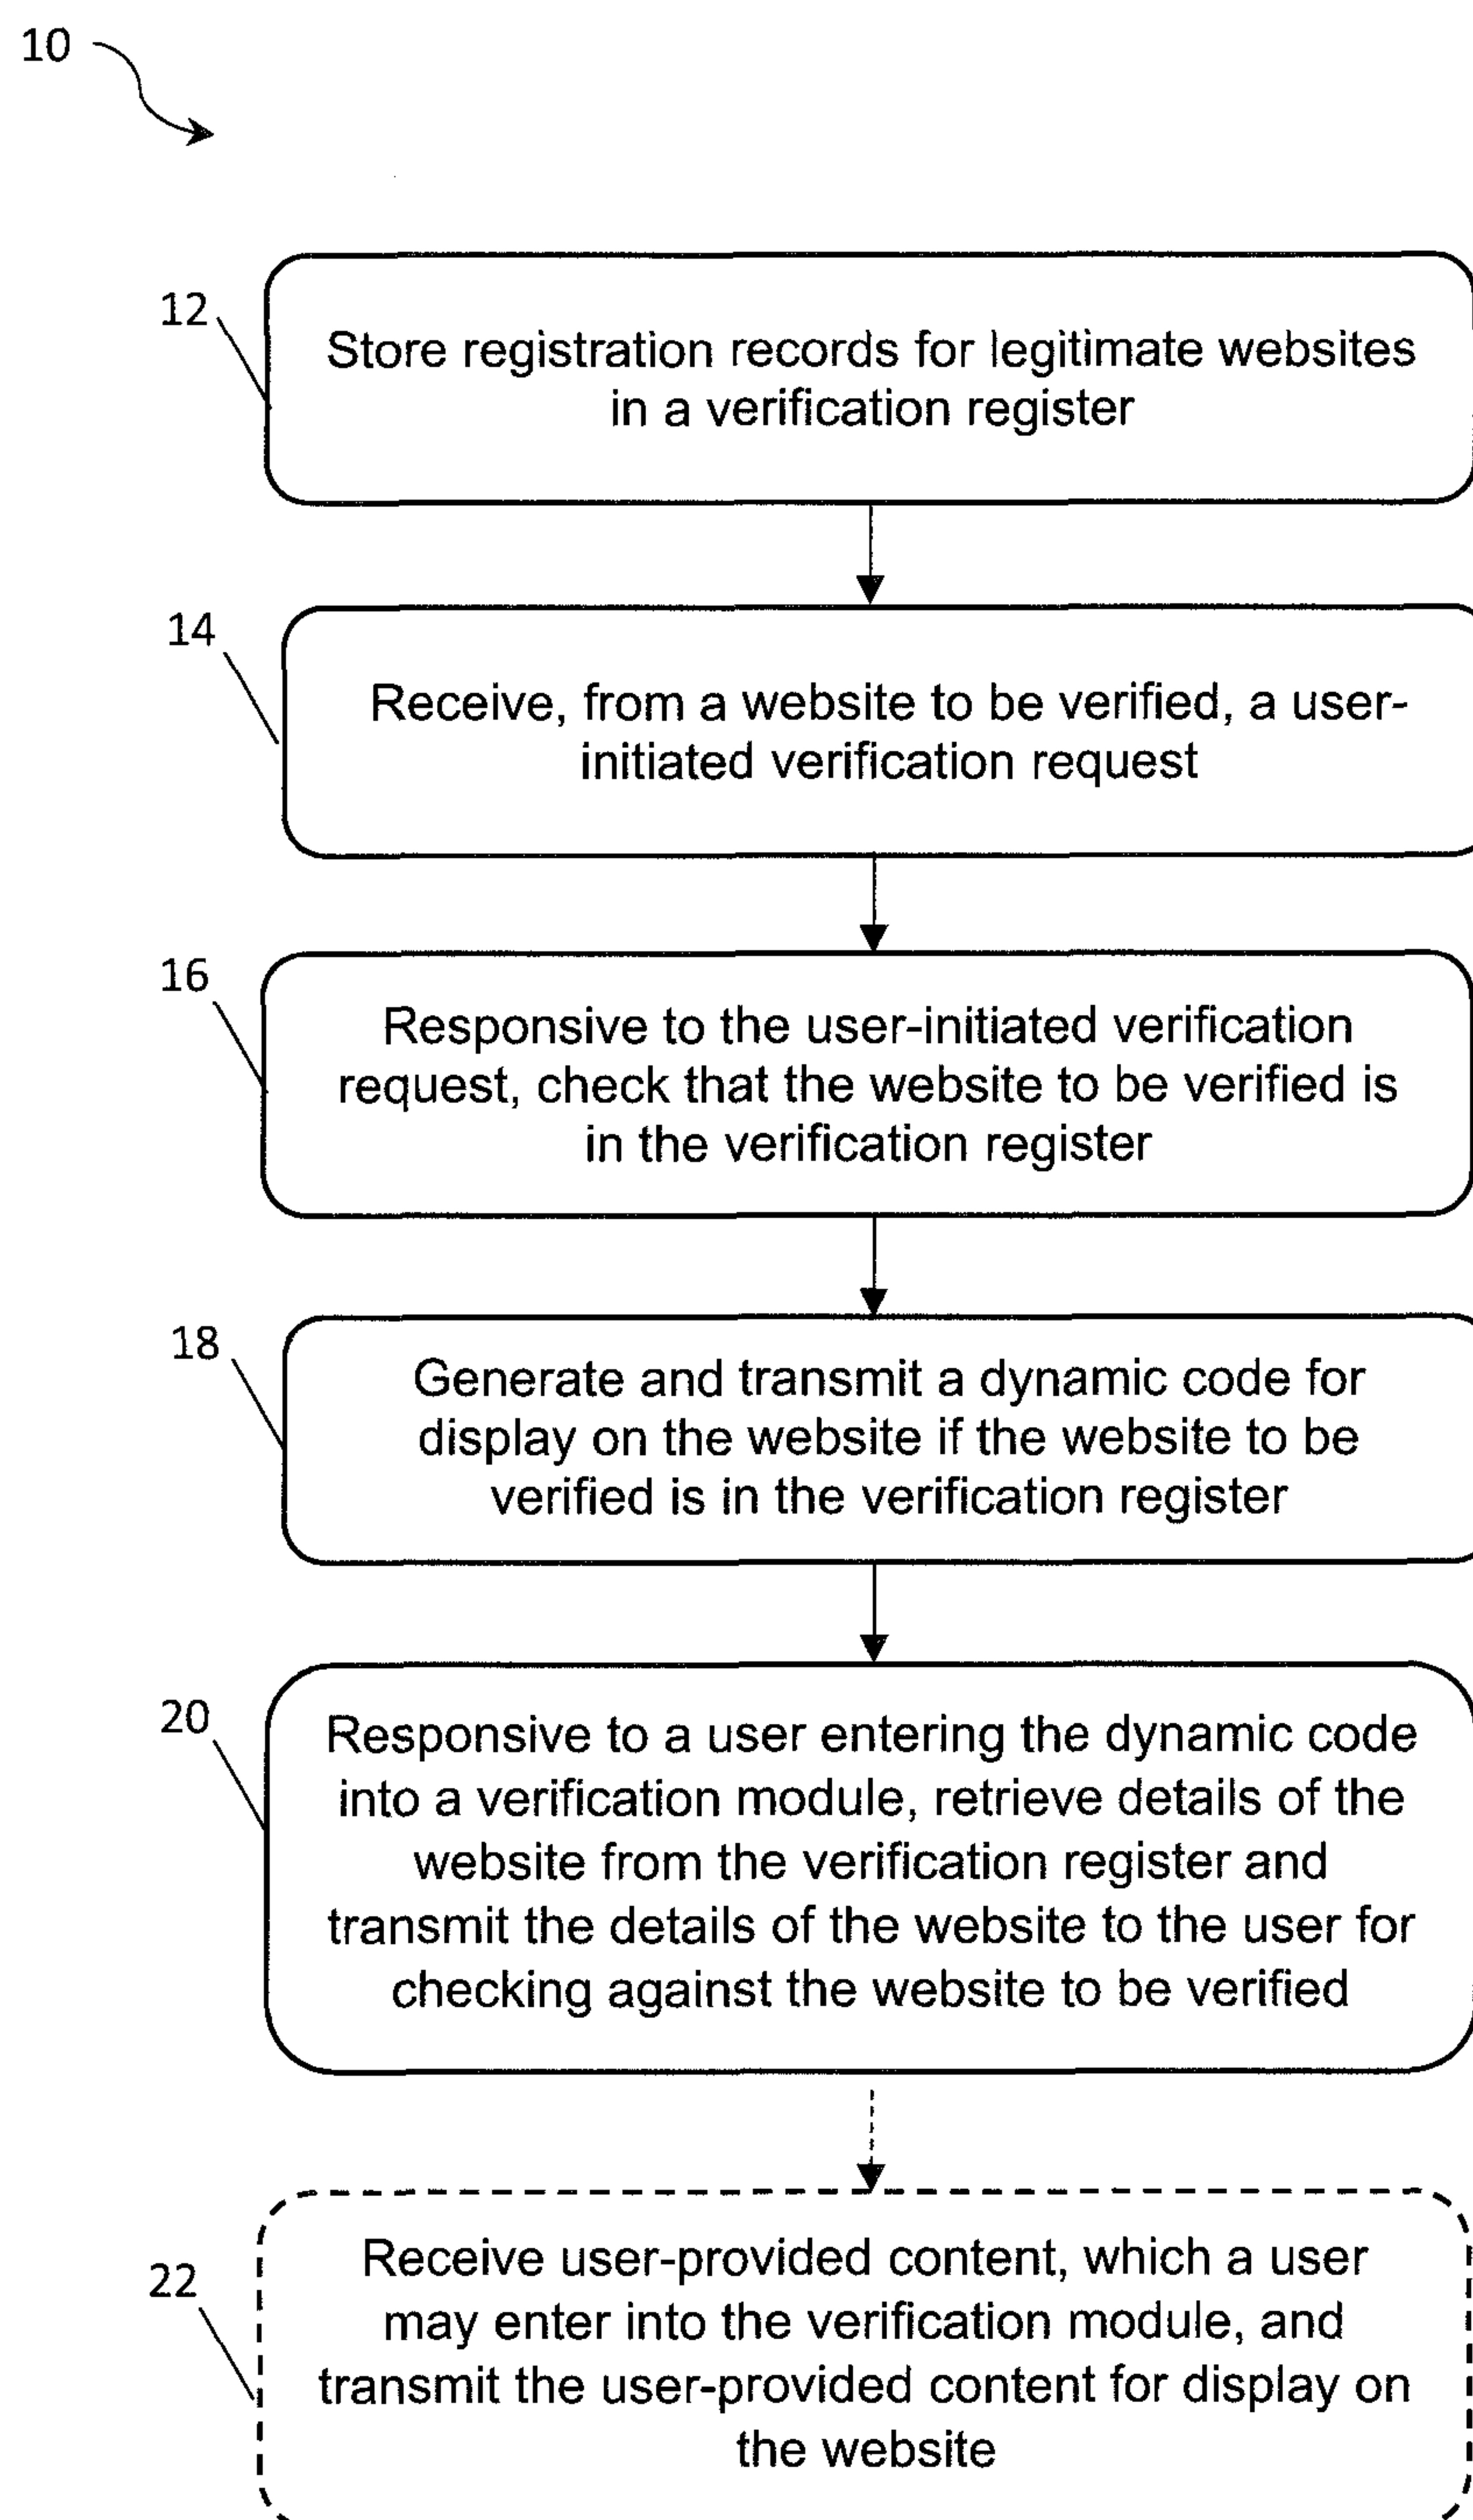 10
12
Store registration records for legitimate websites
in a verification register
14
Receive, from a website to be verified, a user-
initiated verification request
16
Responsive to the user-initiated verification
request, check that the website to be verified is
in the verification register
18
Generate and transmit a dynamic code for
display on the website if the website to be
verified is in the verification register
20
Responsive to a user entering the dynamic code
into a verification module, retrieve details of the
website from the verification register and
transmit the details of the website to the user for
checking against the website to be verified
22
Receive user-provided content, which a user
may enter into the verification module, and
transmit the user-provided content for display on
the website